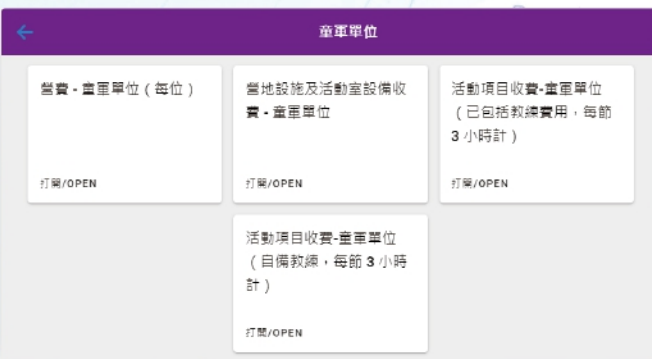 童軍單位
營費 - 童軍單位（每位）
營地設施及活動室設備收
費 - 童軍單位
活動項目收費-童軍單位
（已包括教練費用，每節
3 小時計）
打開/OPEN
打開/OPEN
打開/OPEN
活動項目收費-童軍單位
（自備教練，每節 3 小時
計）
打開/OPEN